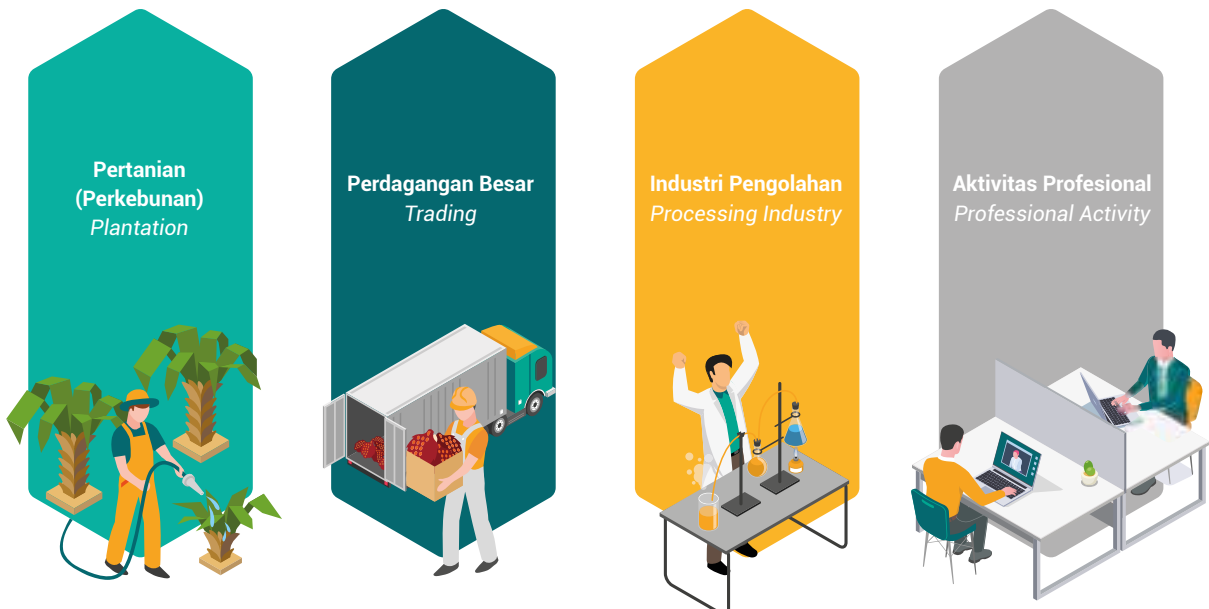 Pertanian
(Perkebunan)
Plantation
Perdagangan Besar
Trading
Industri Pengolahan
Processing Industry
Aktivitas Profesional
Professional Activity